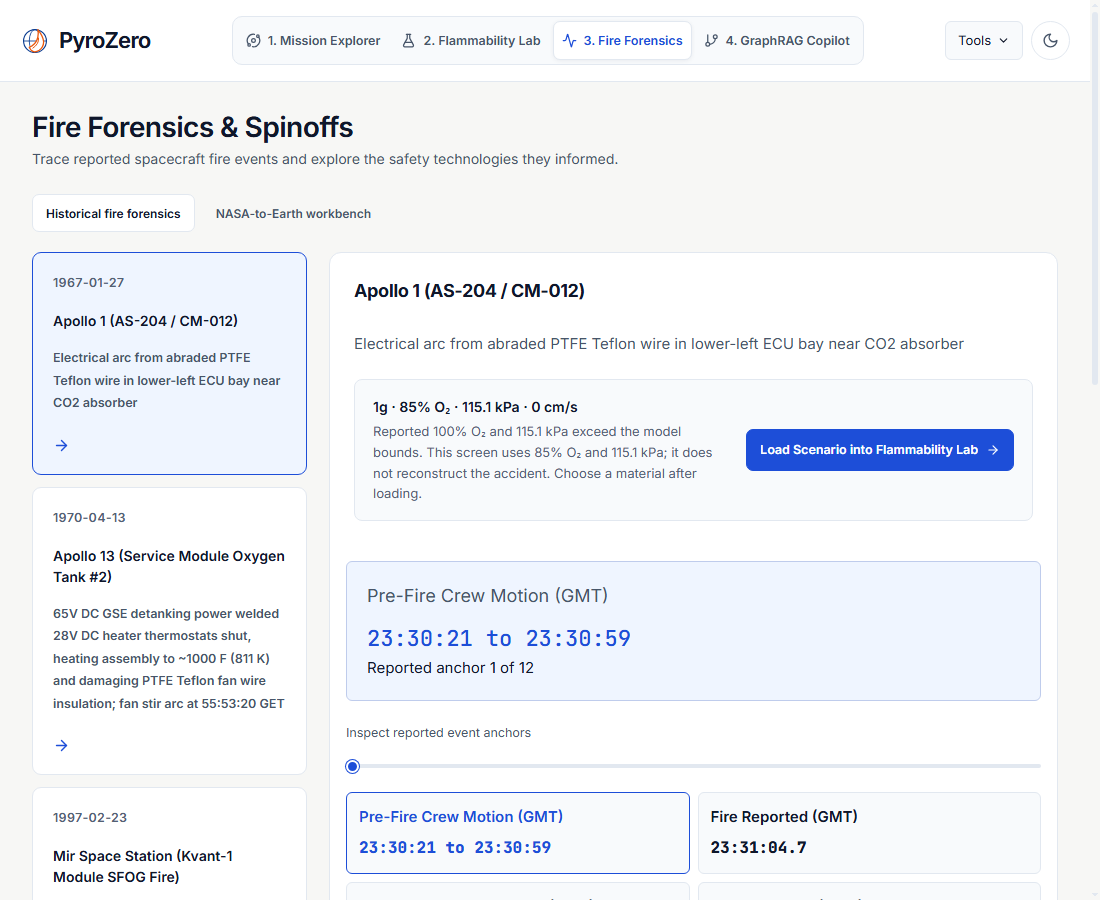 PyroZero
1. Mission Explorer
2. Flammability Lab
3. Fire Forensics
4. GraphRAG Copilot
Tools
Fire Forensics & Spinoffs
Trace reported spacecraft fire events and explore the safety technologies they informed.
Historical fire forensics
NASA-to-Earth workbench
1967-01-27
Apollo 1 (AS-204 / CM-012)
Electrical arc from abraded PTFE
Teflon wire in lower-left ECU bay near
CO2 absorber
1970-04-13
Apollo 13 (Service Module Oxygen
Tank #2)
65V DC GSE detanking power welded
28V DC heater thermostats shut,
heating assembly to ~1000 F (811 K)
and damaging PTFE Teflon fan wire
insulation; fan stir arc at 55:53:20 GET
1997-02-23
Mir Space Station (Kvant-1
Module SFOG Fire)
Apollo 1 (AS-204 / CM-012)
Electrical arc from abraded PTFE Teflon wire in lower-left ECU bay near CO2 absorber
1g · 85% O₂ · 115.1 kPa · 0 cm/s
Reported 100% O₂ and 115.1 kPa exceed the model
bounds. This screen uses 85% O₂ and 115.1 kPa; it does
not reconstruct the accident. Choose a material after
loading.
Load Scenario into Flammability Lab
Pre-Fire Crew Motion (GMT)
23:30:21 to 23:30:59
Reported anchor 1 of 12
Inspect reported event anchors
Pre-Fire Crew Motion (GMT)
23:30:21 to 23:30:59
Fire Reported (GMT)
23:31:04.7